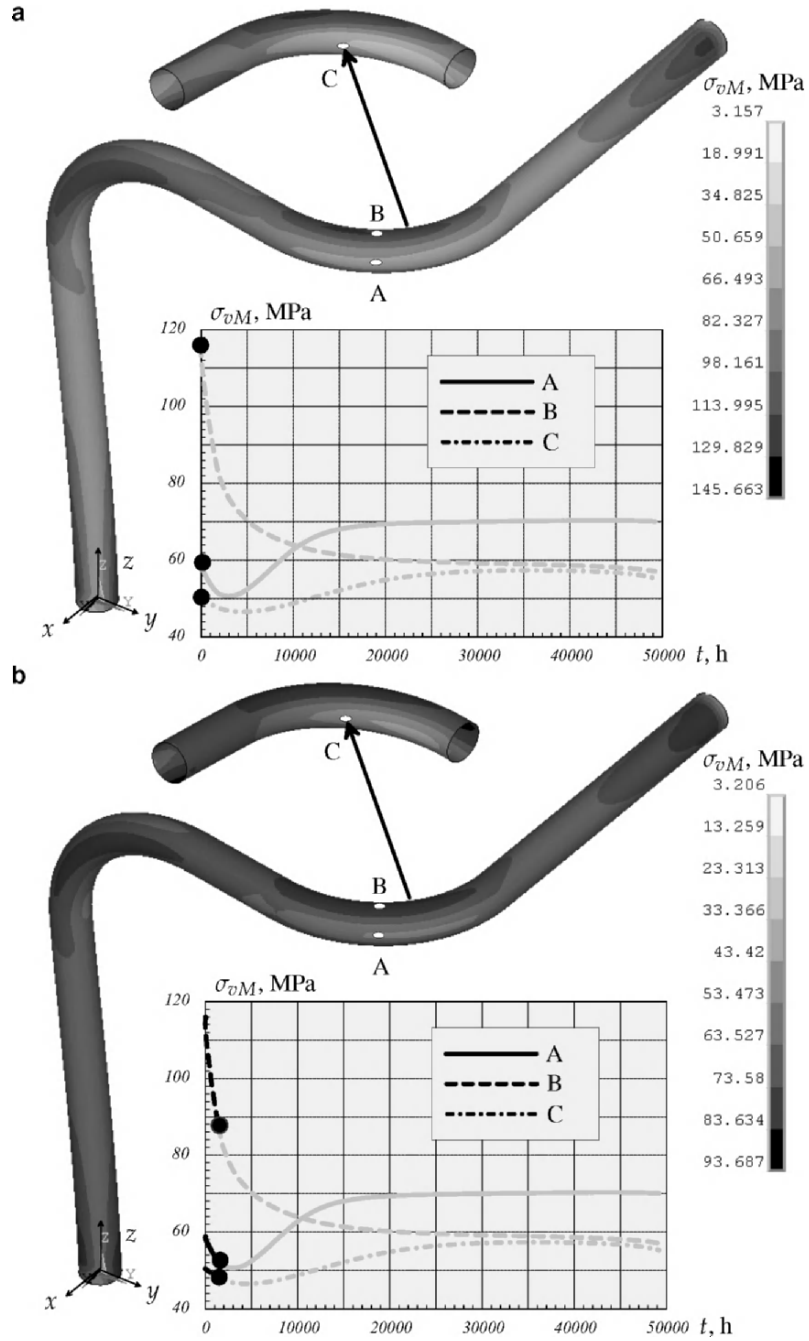 a
C
σvM, MPa
3.157
18.991
34.825
50.659
66.493
82.327
98.161
113.995
129.829
145.663
B
A
σvM, MPa
120
100
80
60
40
A
B
C
0 10000 20000 30000 40000 50000
t, h
z
Z
Y
x
y
b
C
σvM, MPa
3.206
13.259
23.313
33.366
43.42
53.473
63.527
73.58
83.634
93.687
B
A
σvM, MPa
120
100
80
60
40
A
B
C
0 10000 20000 30000 40000 50000
t, h
z
Z
Y
x
y